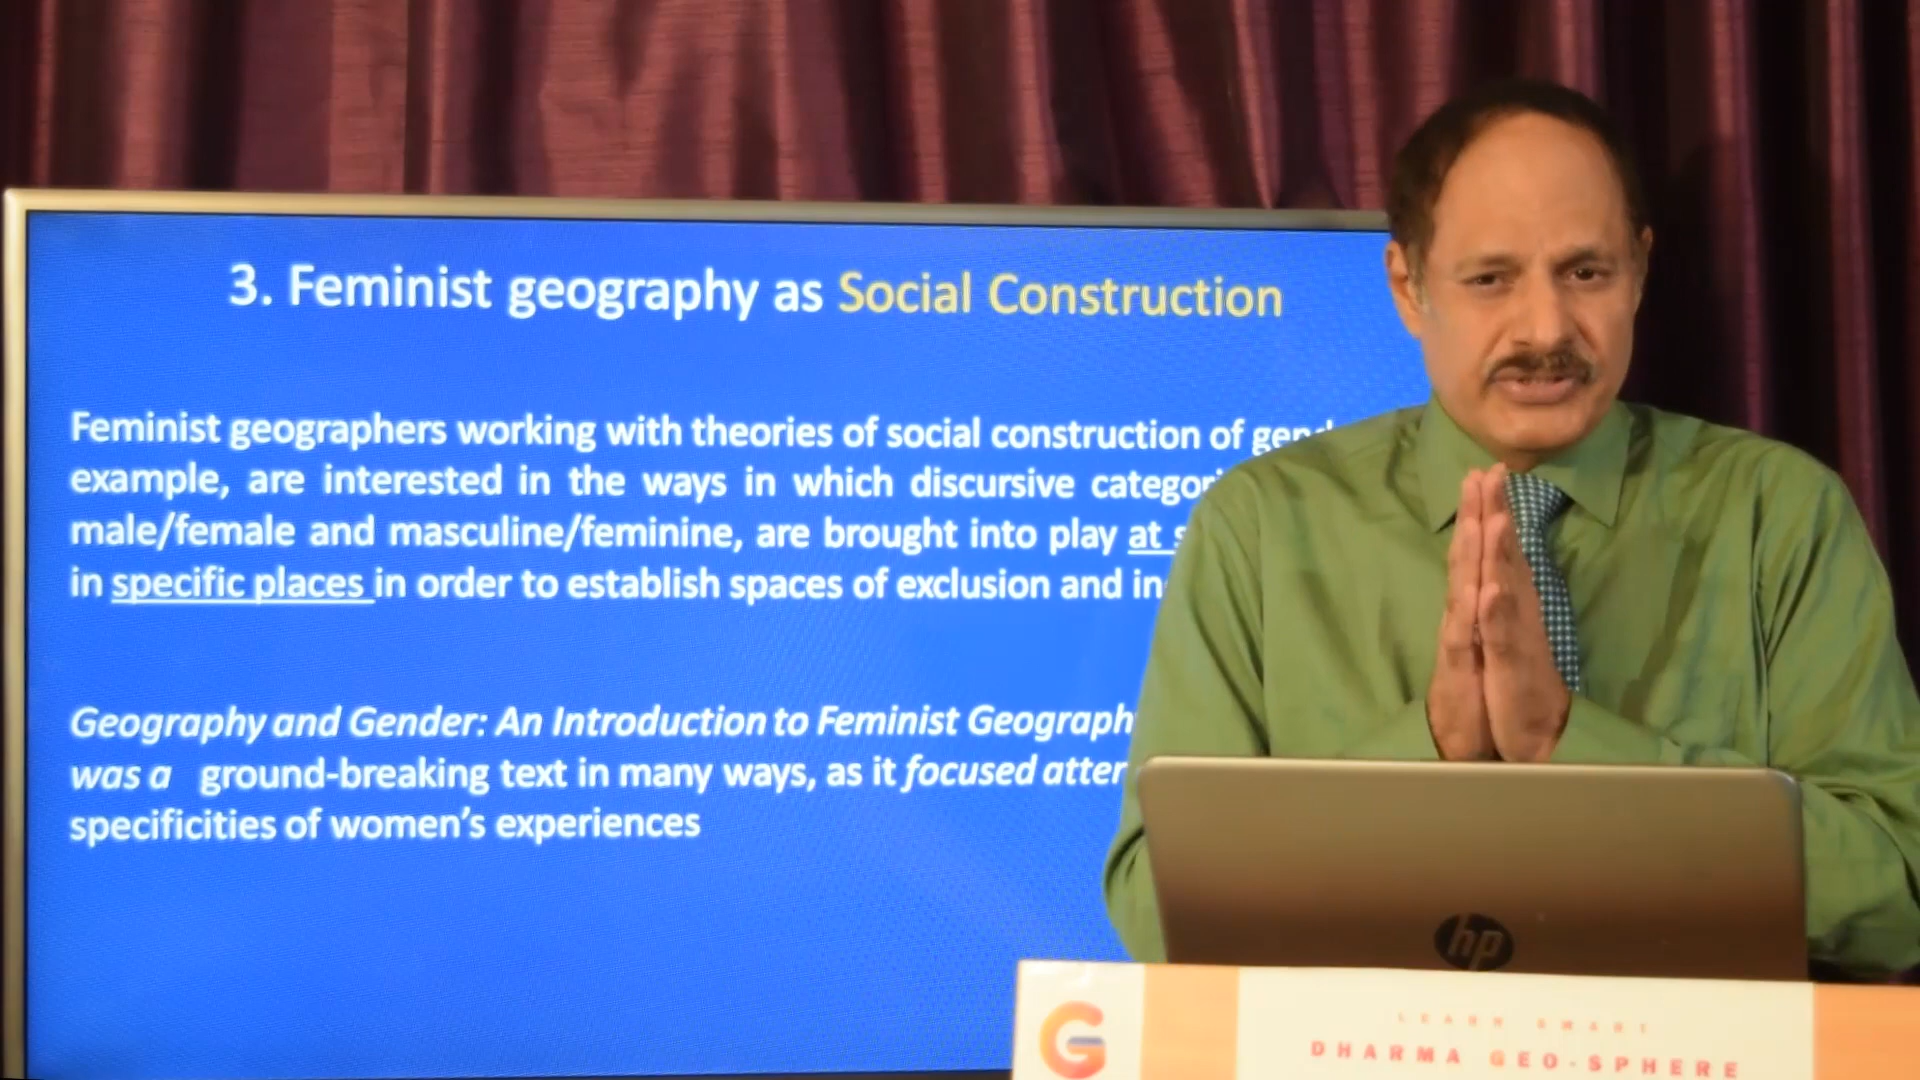 3. Feminist geography as Social Construction
Feminist geographers working with theories of social construction of
example, are interested in the ways in which discursive
male/female and masculine/feminine, are brought into play at
in specific places in order to establish spaces of exclusion and
Geography and Gender: An Introduction to Feminist
was a ground-breaking text in many ways, as it focused
specificities of women's experiences
hp
G
LEARN SMART
DHARMA GEO-SPHERE